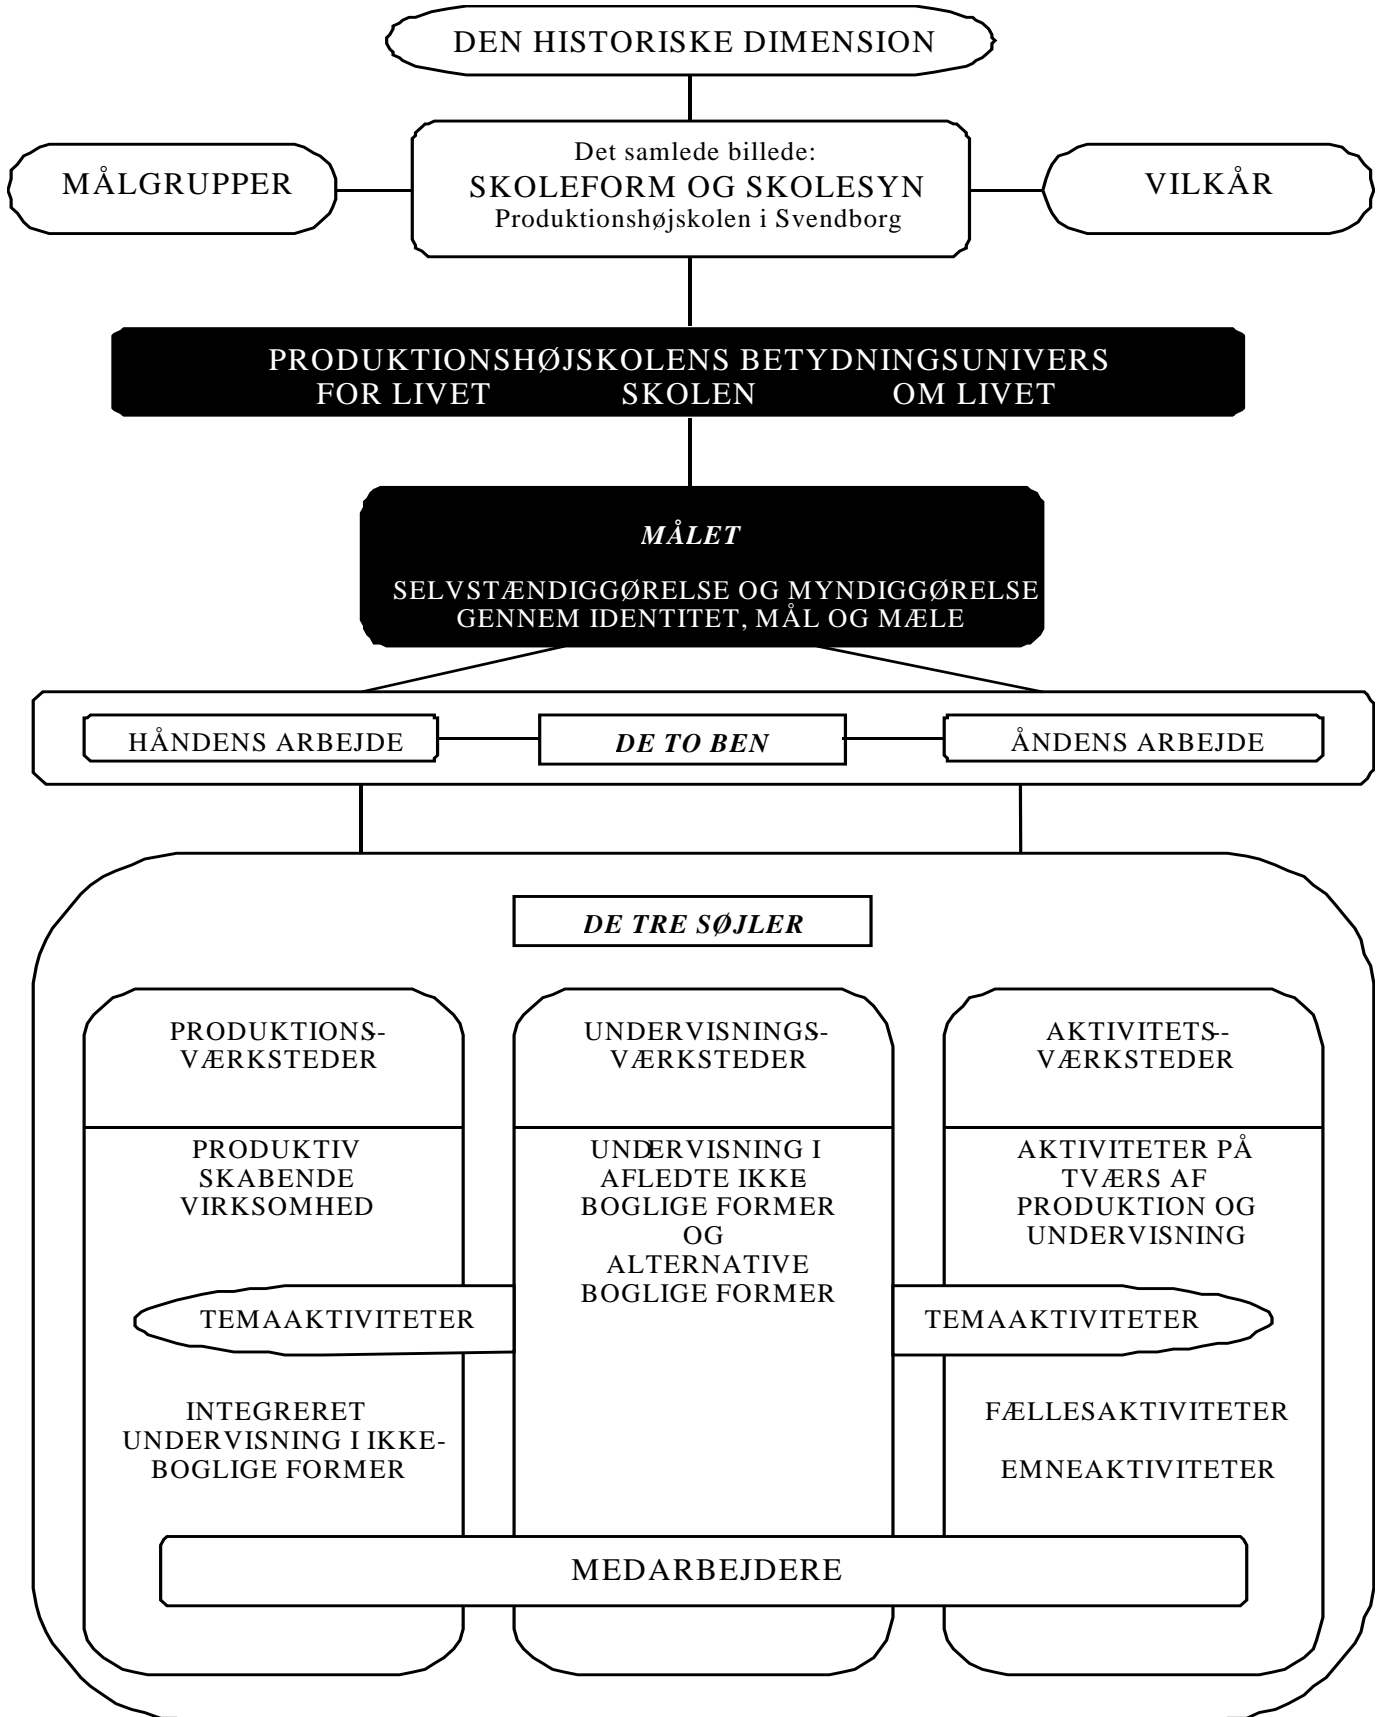 DEN HISTORISKE DIMENSION
MÅLGRUPPER
Det samlede billede:
SKOLEFORM OG SKOLESYN
Produktionshøjskolen i Svendborg
VILKÅR
PRODUKTIONSHØJSKOLENS BETYDNINGSUNIVERS
FOR LIVET SKOLEN OM LIVET
MÅLET
SELVSTÆNDIGGØRELSE OG MYNDIGGØRELSE
GENNEM IDENTITET, MÅL OG MÆLE
HÅNDENS ARBEJDE
DE TO BEN
ÅNDENS ARBEJDE
DE TRE SØJLER
PRODUKTIONS-
VÆRKSTEDER
PRODUKTIV
SKABENDE
VIRKSOMHED
TEMAAKTIVITETER
INTEGRERET
UNDERVISNING I IKKE-
BOGLIGE FORMER
UNDERVISNINGS-
VÆRKSTEDER
UNDERVISNING I
AFLEDTE IKKE
BOGLIGE FORMER
OG
ALTERNATIVE
BOGLIGE FORMER
AKTIVITETS--
VÆRKSTEDER
AKTIVITETER PÅ
TVÆRS AF
PRODUKTION OG
UNDERVISNING
TEMAAKTIVITETER
FÆLLESAKTIVITETER
EMNEAKTIVITETER
MEDARBEJDERE